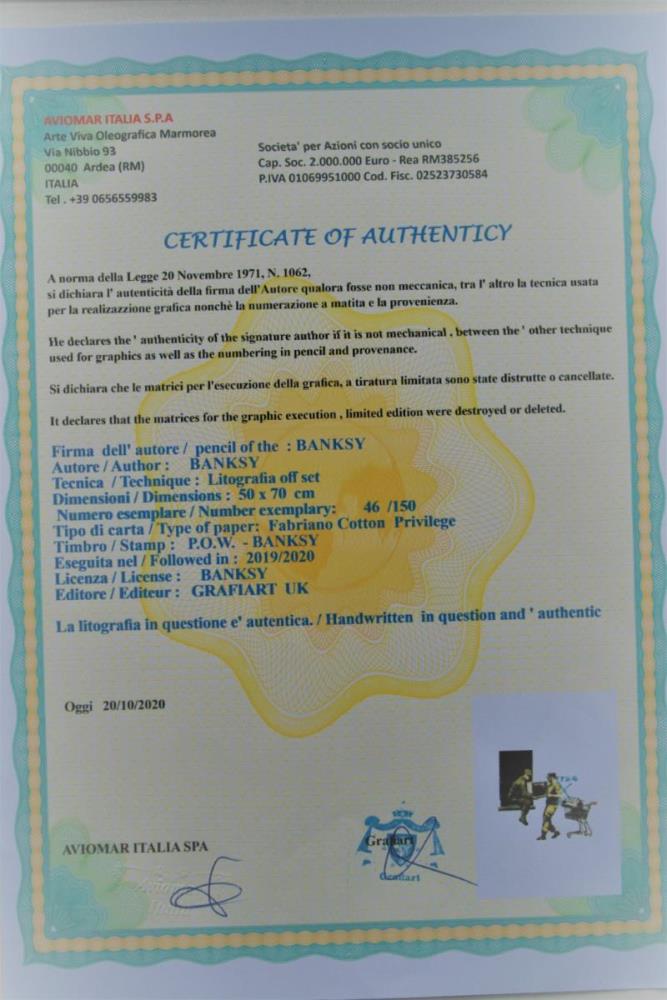 AVIOMAR ITALIA S.P.A
Arte Viva Oleografica Marmorea
Via Nibbio 93
00040 Ardea (RM)
ITALIA
Tel . +39 0656559983
Societa' per Azioni con socio unico
Cap. Soc. 2.000.000 Euro - Rea RM385256
P.IVA 01069951000 Cod. Fisc. 02523730584
CERTIFICATE OF AUTHENTICY
A norma della Legge 20 Novembre 1971, N. 1062,
si dichiara l' autenticità della firma dell'Autore qualora fosse non meccanica, tra l' altro la tecnica usata
per la realizazzione grafica nonchè la numerazione a matita e la provenienza.
He declares the ' authenticity of the signature author if it is not mechanical , between the ' other technique
used for graphics as well as the numbering in pencil and provenance.
Si dichiara che le matrici per l'esecuzione della grafica, a tiratura limitata sono state distrutte o cancellate.
It declares that the matrices for the graphic execution , limited edition were destroyed or deleted.
Firma dell' autore / pencil of the : BANKSY
Autore / Author : BANKSY
Tecnica / Technique : Litografia off set
Dimensioni / Dimensions : 50 x 70 cm
Numero esemplare / Number exemplary: 46 /150
Tipo di carta / Type of paper: Fabriano Cotton Privilege
Timbro / Stamp : P.O.W. - BANKSY
Eseguita nel / Followed in : 2019/2020
Licenza / License : BANKSY
Editore / Editeur : GRAFIART UK
La litografia in questione e' autentica. / Handwritten in question and ' authentic
Oggi 20/10/2020
AVIOMAR ITALIA SPA
Grafiart
Grafiart